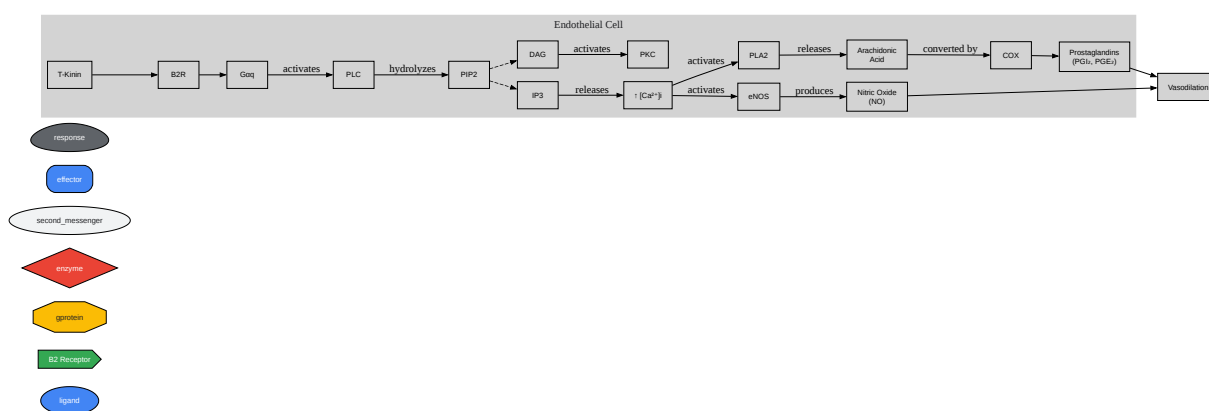 Endothelial Cell
T-Kinin
B2R
Gαq
activates
PLC
hydrolyzes
PIP2
DAG
activates
PKC
IP3
releases
↑ [Ca²⁺]i
activates
PLA2
releases
Arachidonic
Acid
converted by
COX
Prostaglandins
(PGI₂, PGE₂)
activates
eNOS
produces
Nitric Oxide
(NO)
Vasodilation
response
effector
second_messenger
enzyme
gprotein
B2 Receptor
ligand